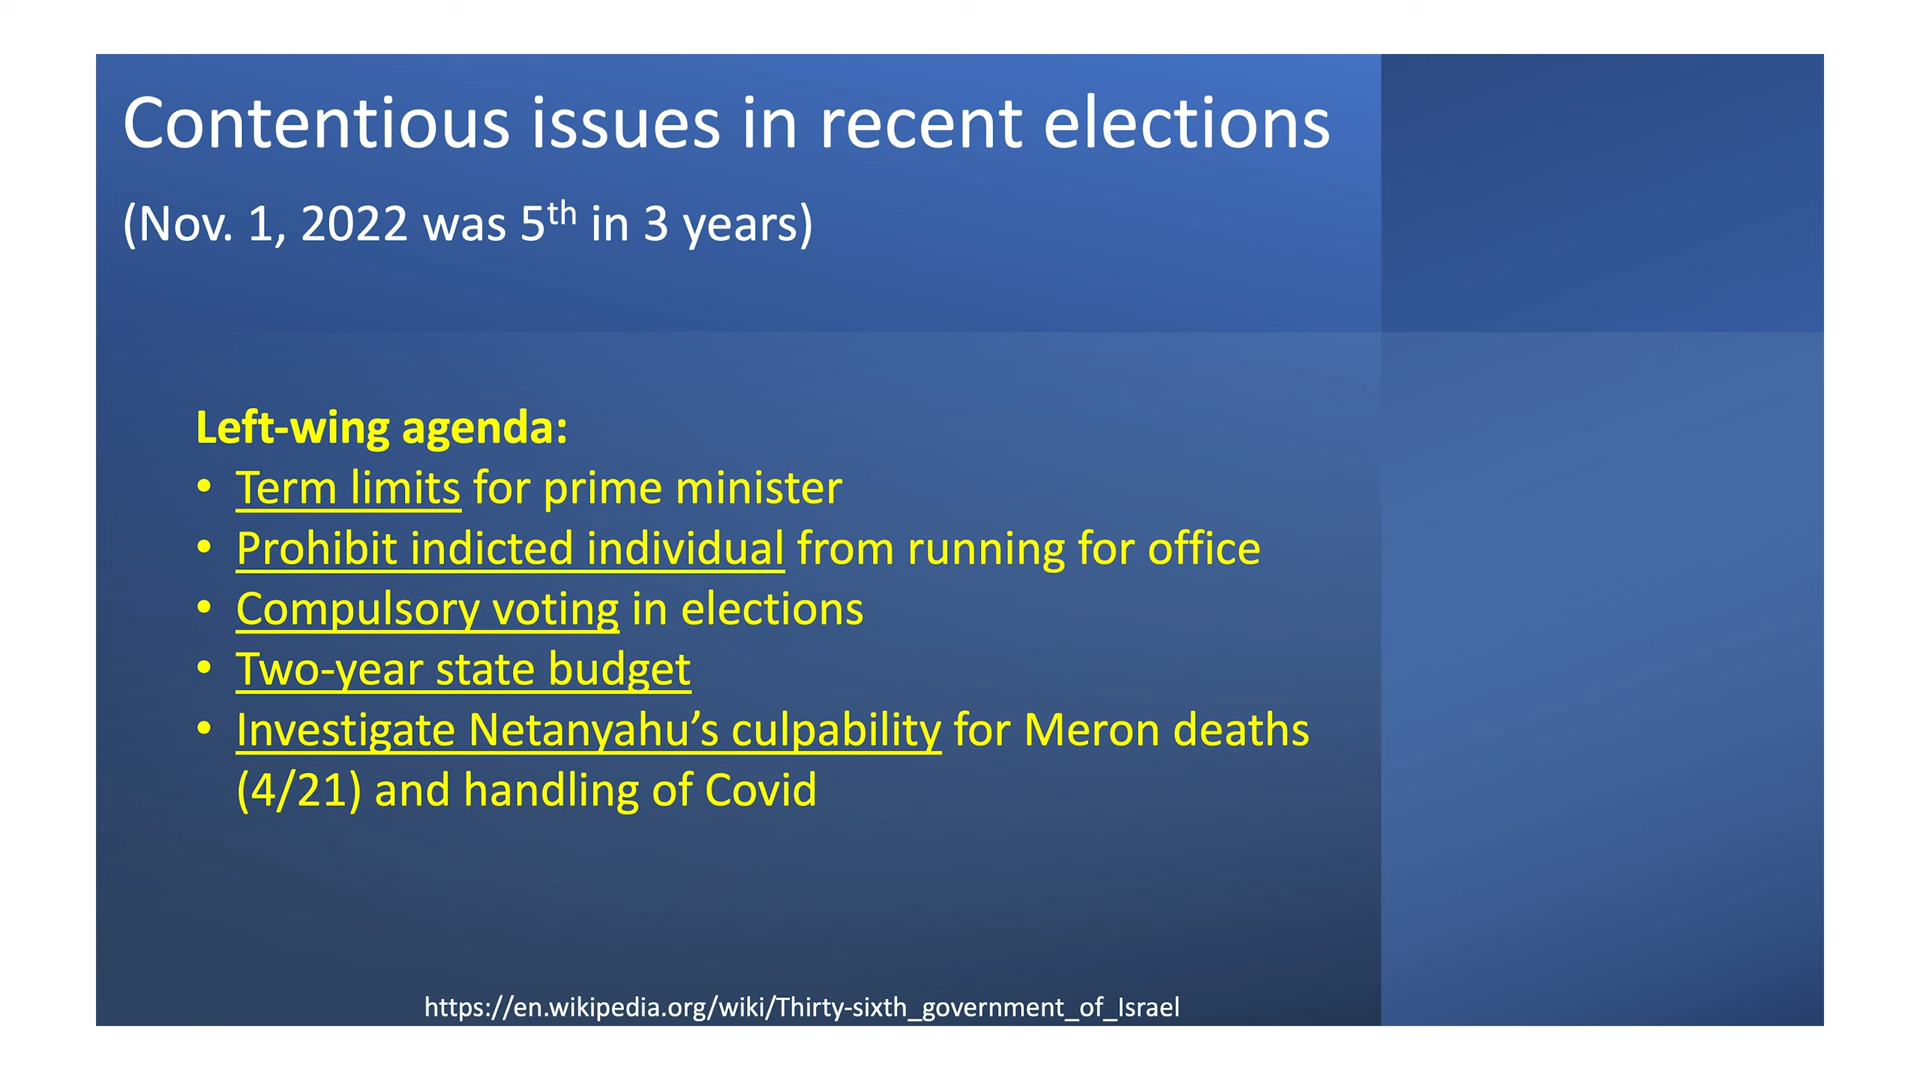 Contentious issues in recent elections
(Nov. 1, 2022 was 5th in 3 years)
Left-wing agenda:
• Term limits for prime minister
• Prohibit indicted individual from running for office
• Compulsory voting in elections
• Two-year state budget
• Investigate Netanyahu’s culpability for Meron deaths
(4/21) and handling of Covid
https://en.wikipedia.org/wiki/Thirty-sixth_government_of_Israel